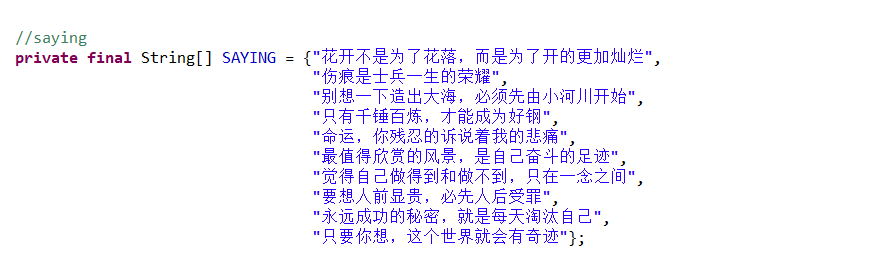 //saying
private final String[] SAYING = {"花开不是为了花落，而是为了开的更加灿烂",
"伤痕是士兵一生的荣耀",
"别想一下造出大海，必须先由小河川开始",
"只有千锤百炼，才能成为好钢",
"命运，你残忍的诉说着我的悲痛",
"最值得欣赏的风景，是自己奋斗的足迹",
"觉得自己做得到和做不到，只在一念之间",
"要想人前显贵，必先人后受罪",
"永远成功的秘密，就是每天淘汰自己",
"只要你想，这个世界就会有奇迹"};